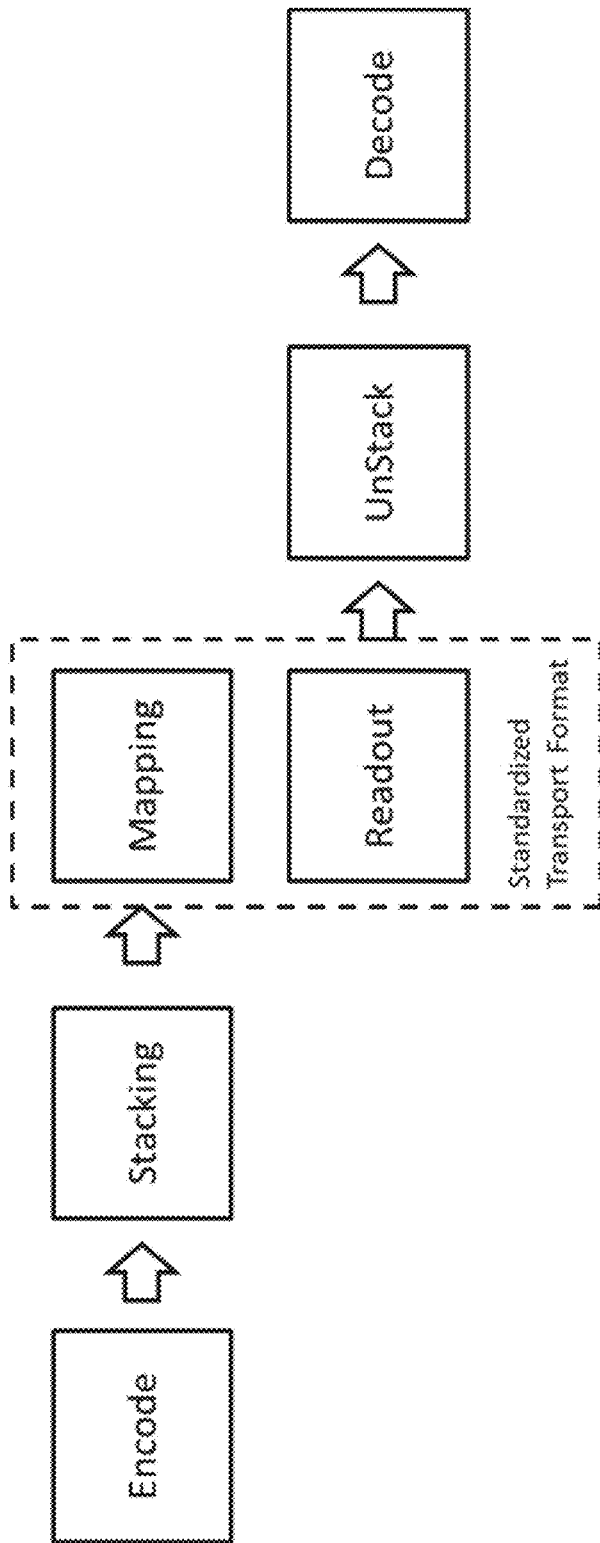 Encode
Stacking
Mapping
Readout
Standardized
Transport Format
UnStack
Decode